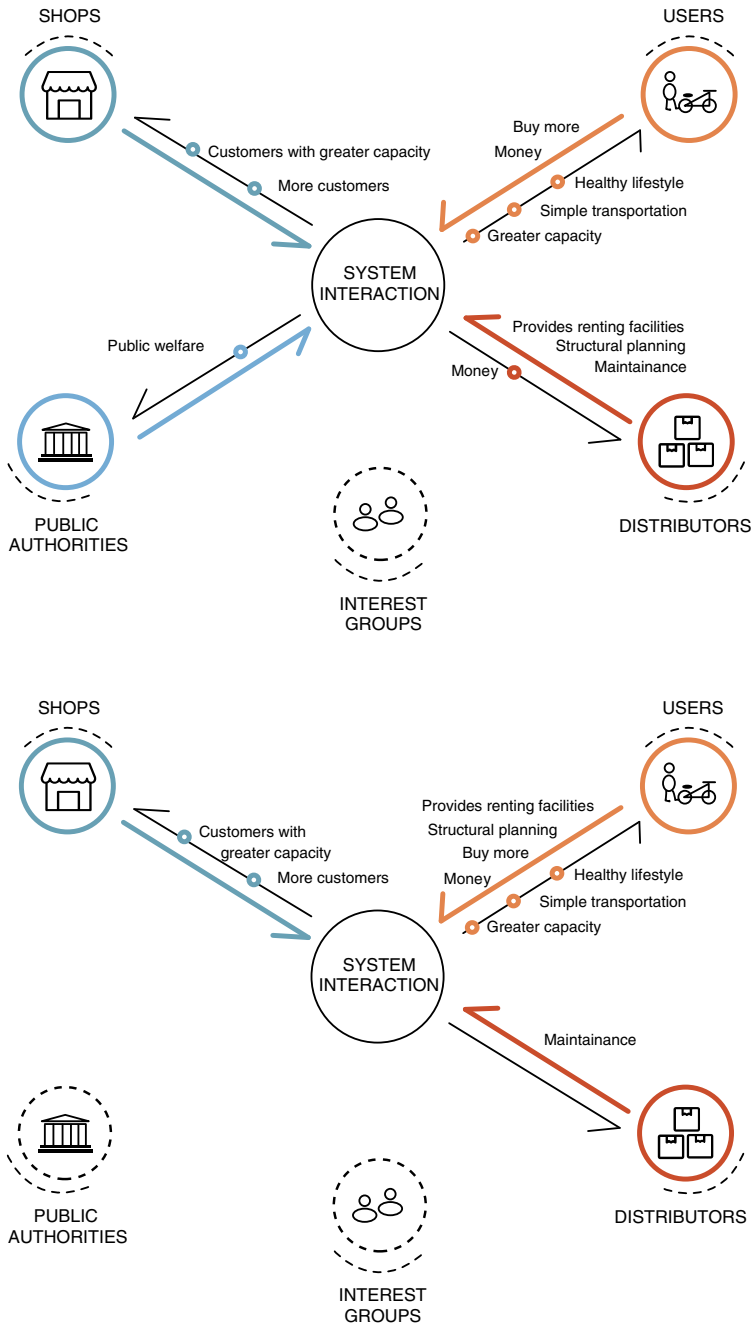 SHOPS
USERS
Buy more
Money
Customers with greater capacity
More customers
Healthy lifestyle
Simple transportation
Greater capacity
SYSTEM
INTERACTION
Public welfare
Provides renting facilities
Structural planning
Maintainance
Money
PUBLIC
AUTHORITIES
DISTRIBUTORS
INTEREST
GROUPS
SHOPS
USERS
Provides renting facilities
Structural planning
Buy more
Money
Customers with
greater capacity
More customers
Healthy lifestyle
Simple transportation
Greater capacity
SYSTEM
INTERACTION
Maintainance
PUBLIC
AUTHORITIES
DISTRIBUTORS
INTEREST
GROUPS